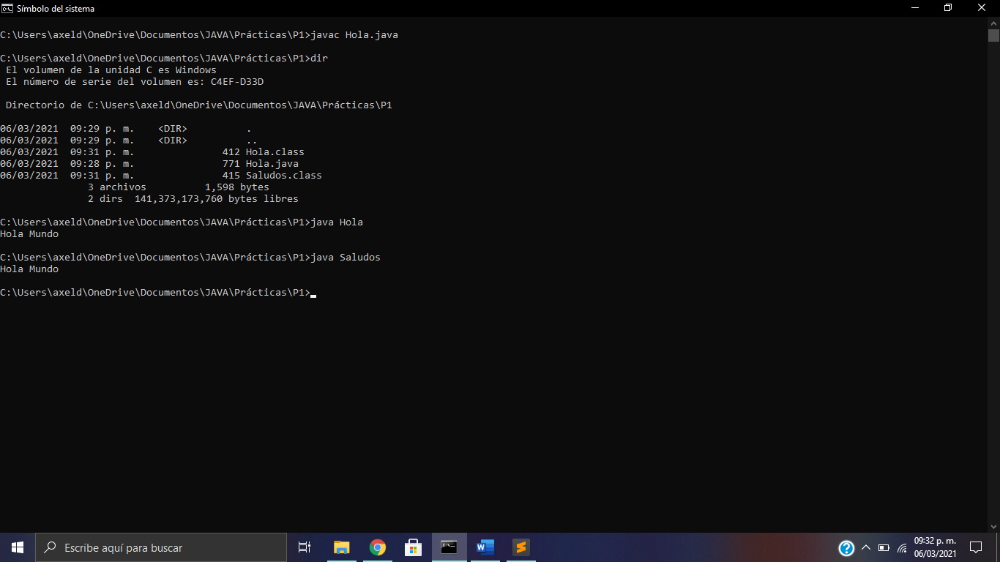 Símbolo del sistema
C:\Users\axeld\OneDrive\Documentos\JAVA\Prácticas\P1>javac Hola.java
C:\Users\axeld\OneDrive\Documentos\JAVA\Prácticas\P1>dir
El volumen de la unidad C es Windows
El número de serie del volumen es: C4EF-D33D
Directorio de C:\Users\axeld\OneDrive\Documentos\JAVA\Prácticas\P1
06/03/2021  09:29 p. m.    <DIR>          .
06/03/2021  09:29 p. m.    <DIR>          ..
06/03/2021  09:31 p. m.               412 Hola.class
06/03/2021  09:28 p. m.               771 Hola.java
06/03/2021  09:31 p. m.               415 Saludos.class
3 archivos          1,598 bytes
2 dirs  141,373,173,760 bytes libres
C:\Users\axeld\OneDrive\Documentos\JAVA\Prácticas\P1>java Hola
Hola Mundo
C:\Users\axeld\OneDrive\Documentos\JAVA\Prácticas\P1>java Saludos
Hola Mundo
C:\Users\axeld\OneDrive\Documentos\JAVA\Prácticas\P1>
Escribe aquí para buscar
09:32 p. m.
06/03/2021